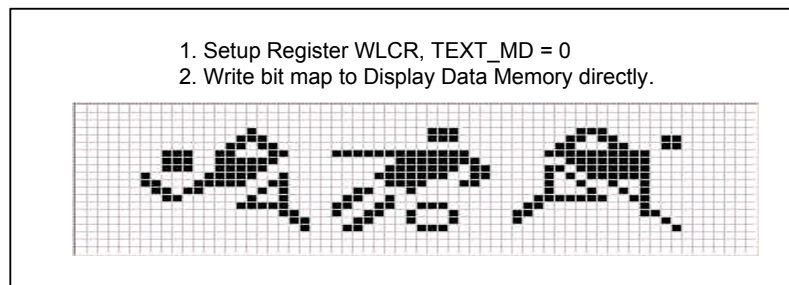 1. Setup Register WLCR, TEXT_MD = 0
2. Write bit map to Display Data Memory directly.